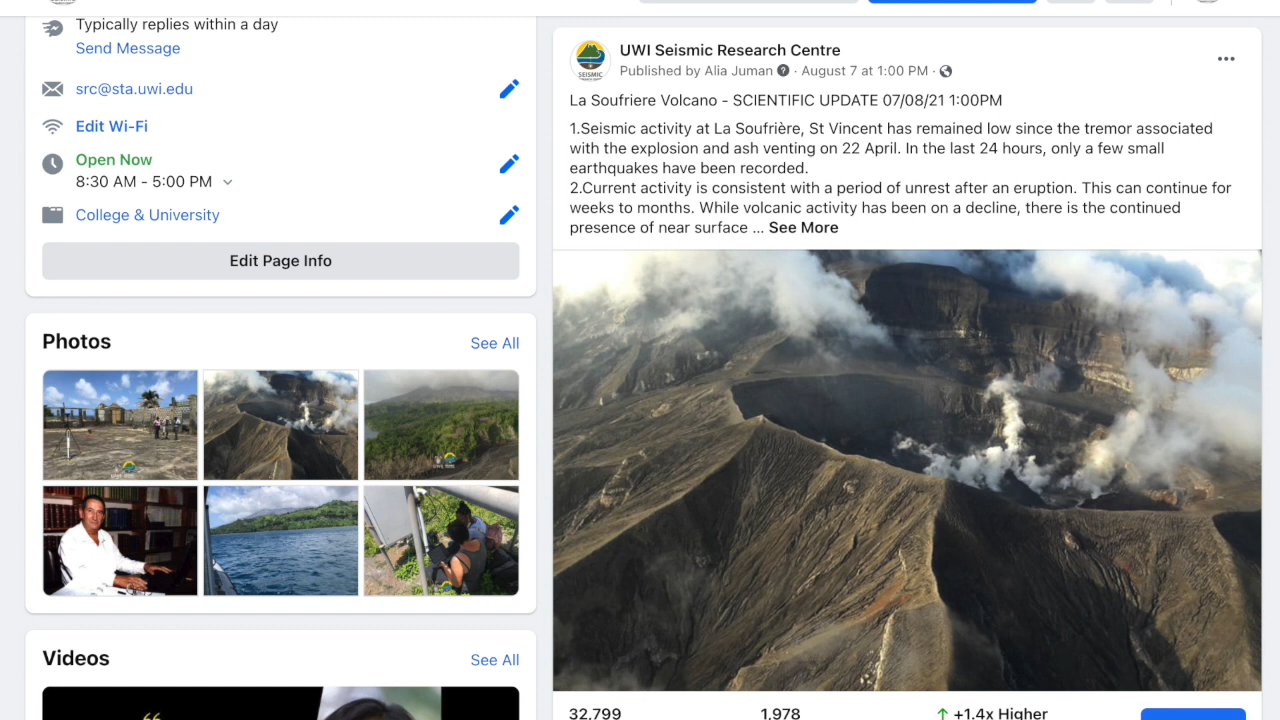 Typically replies within a day
Send Message
src@sta.uwi.edu
Edit Wi-Fi
Open Now
8:30 AM - 5:00 PM
College & University
Edit Page Info
Photos
See All
Videos
See All
UWI Seismic Research Centre
Published by Alia Juman · August 7 at 1:00 PM ·
La Soufriere Volcano - SCIENTIFIC UPDATE 07/08/21 1:00PM
1.Seismic activity at La Soufrière, St Vincent has remained low since the tremor associated
with the explosion and ash venting on 22 April. In the last 24 hours, only a few small
earthquakes have been recorded.
2.Current activity is consistent with a period of unrest after an eruption. This can continue for
weeks to months. While volcanic activity has been on a decline, there is the continued
presence of near surface ... See More
32,799
1,978
+1.4x Higher
SEISMIC